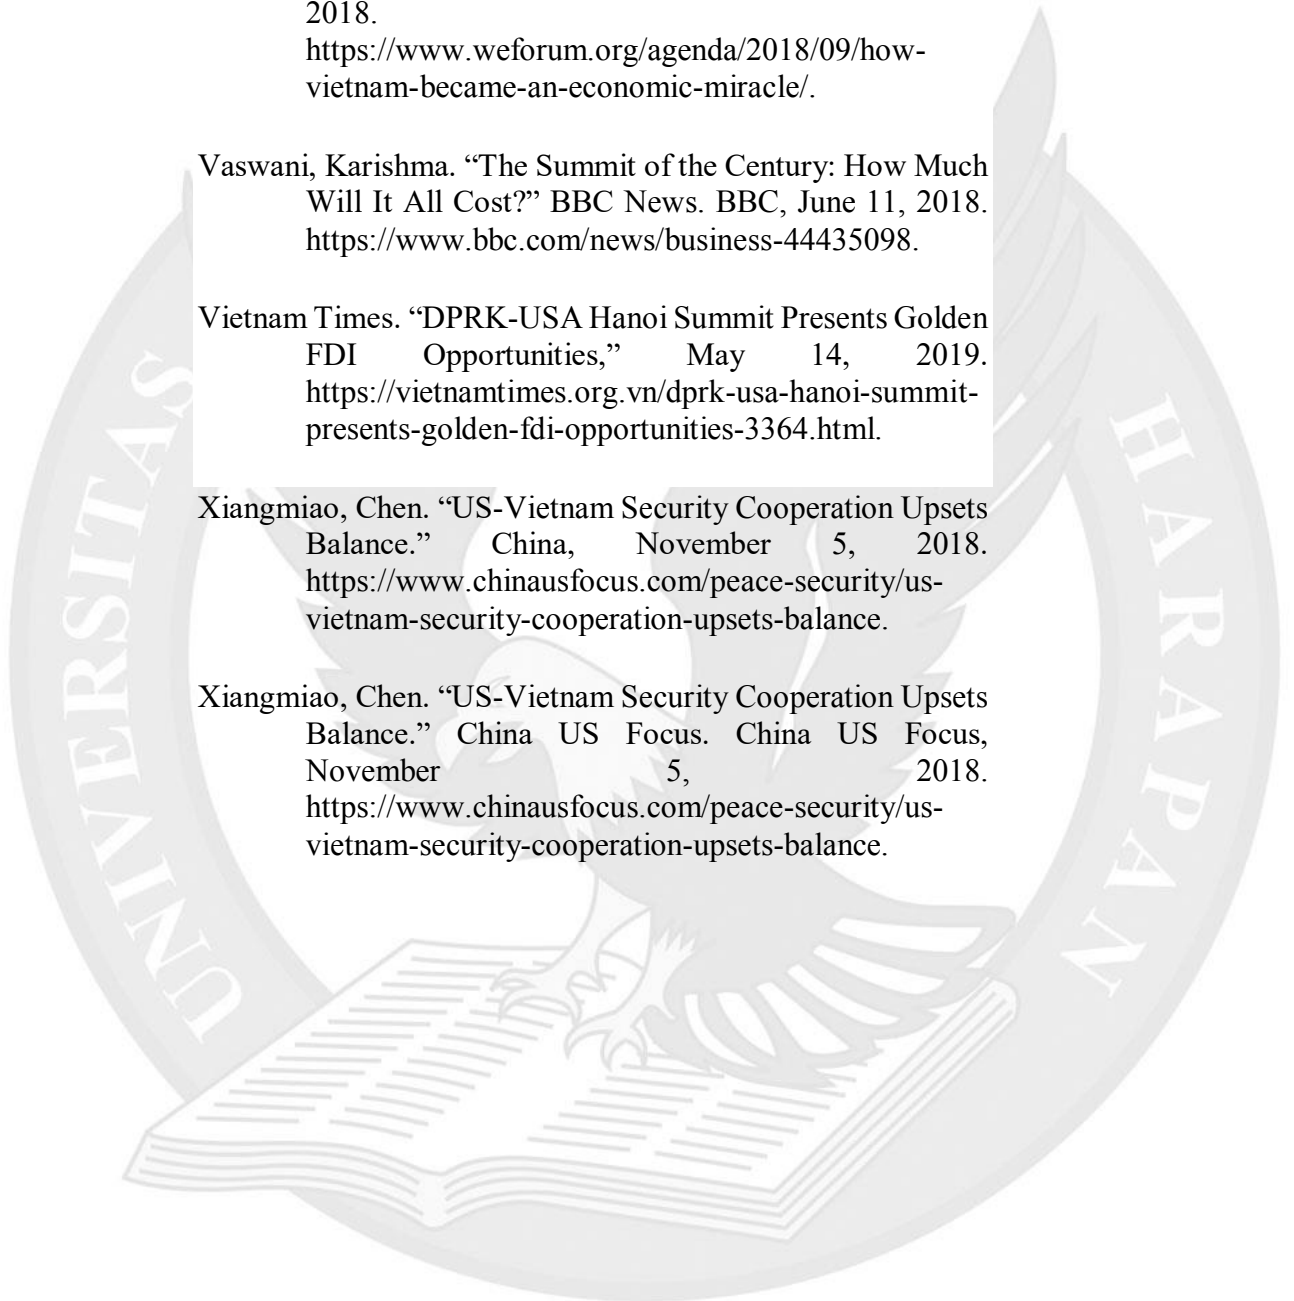 2018.
https://www.weforum.org/agenda/2018/09/how-
vietnam-became-an-economic-miracle/.
Vaswani, Karishma. “The Summit of the Century: How Much
Will It All Cost?” BBC News. BBC, June 11, 2018.
https://www.bbc.com/news/business-44435098.
Vietnam Times. “DPRK-USA Hanoi Summit Presents Golden
FDI Opportunities,” May 14, 2019.
https://vietnamtimes.org.vn/dprk-usa-hanoi-summit-
presents-golden-fdi-opportunities-3364.html.
Xiangmiao, Chen. “US-Vietnam Security Cooperation Upsets
Balance.” China, November 5, 2018.
https://www.chinausfocus.com/peace-security/us-
vietnam-security-cooperation-upsets-balance.
Xiangmiao, Chen. “US-Vietnam Security Cooperation Upsets
Balance.” China US Focus. China US Focus,
November 5, 2018.
https://www.chinausfocus.com/peace-security/us-
vietnam-security-cooperation-upsets-balance.
UNIVERSITAS
HARAPAN